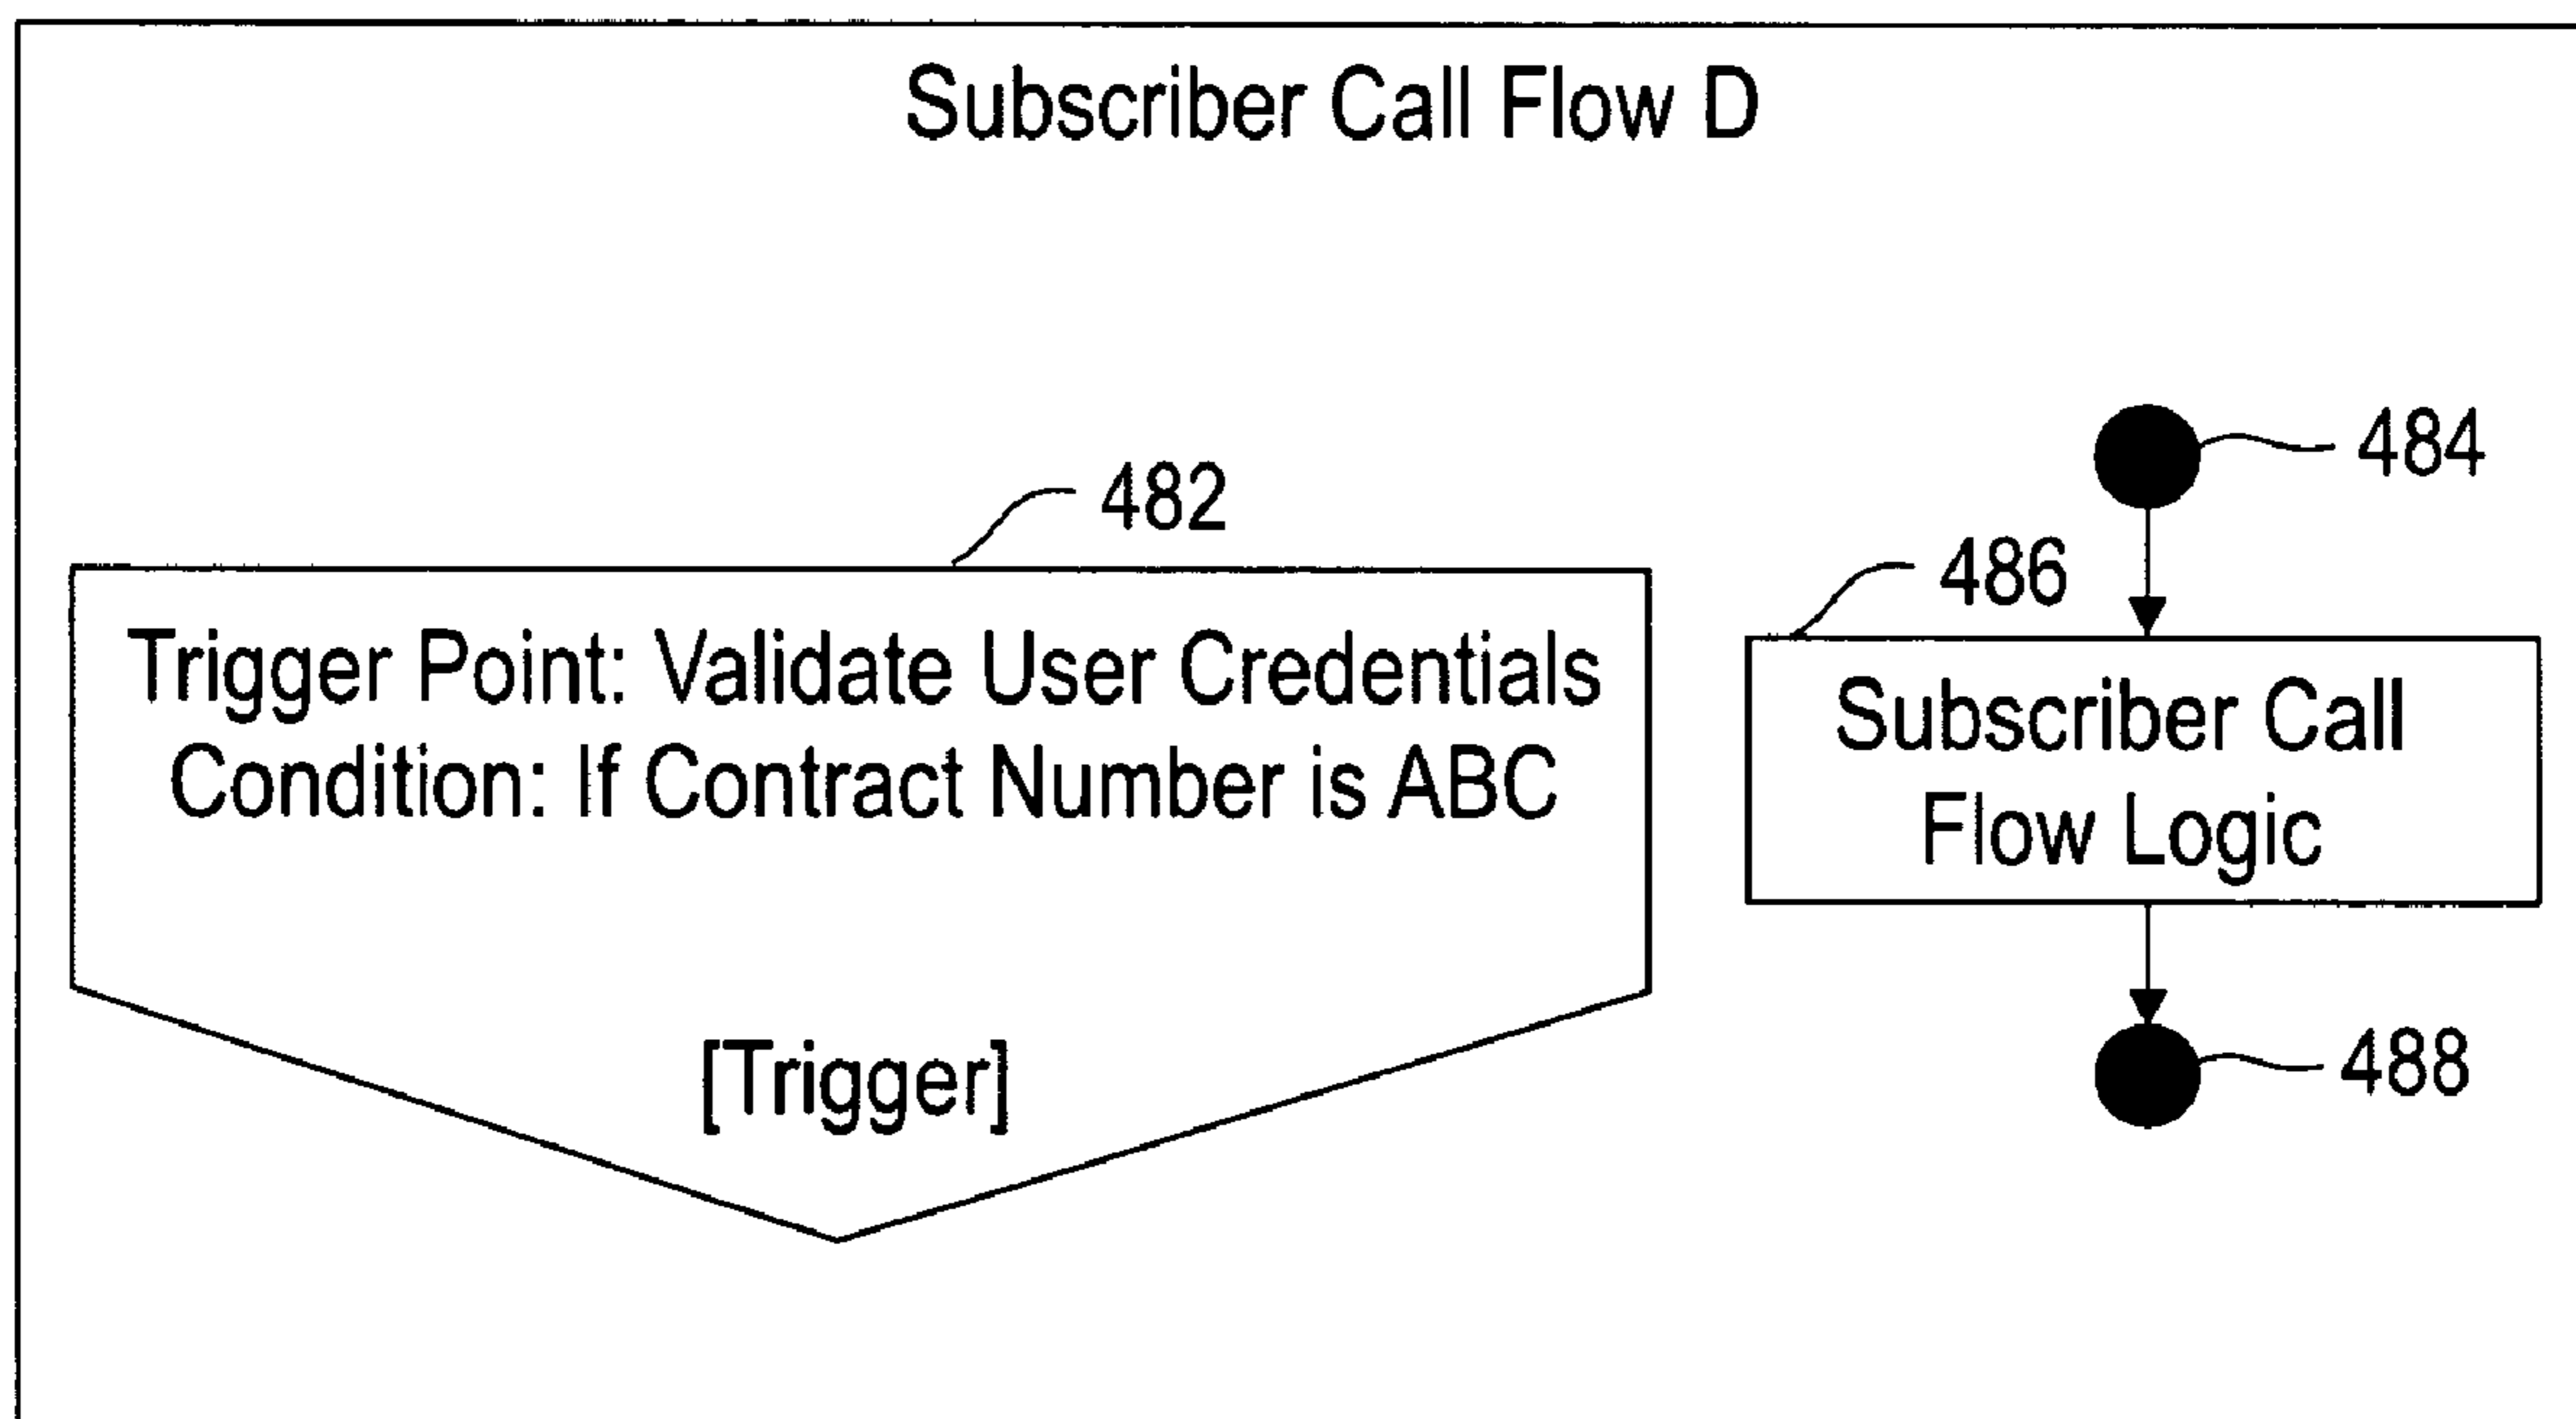 Subscriber Call Flow D
484
482
486
Trigger Point: Validate User Credentials
Condition: If Contract Number is ABC
Subscriber Call
Flow Logic
[Trigger]
488